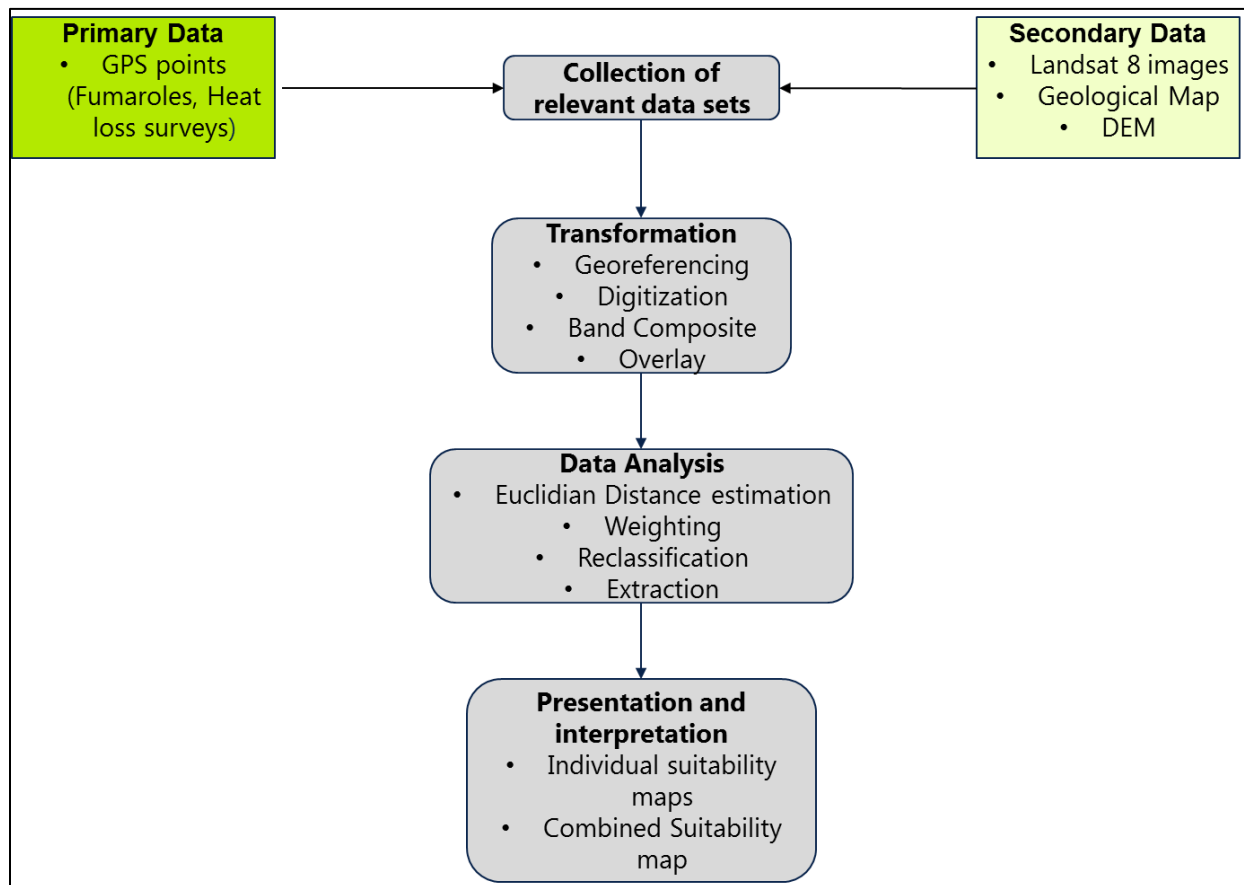 Primary Data
• GPS points
(Fumaroles, Heat
loss surveys)
Collection of
relevant data sets
Secondary Data
• Landsat 8 images
• Geological Map
• DEM
Transformation
• Georeferencing
• Digitization
• Band Composite
• Overlay
Data Analysis
• Euclidian Distance estimation
• Weighting
• Reclassification
• Extraction
Presentation and
interpretation
• Individual suitability
maps
• Combined Suitability
map